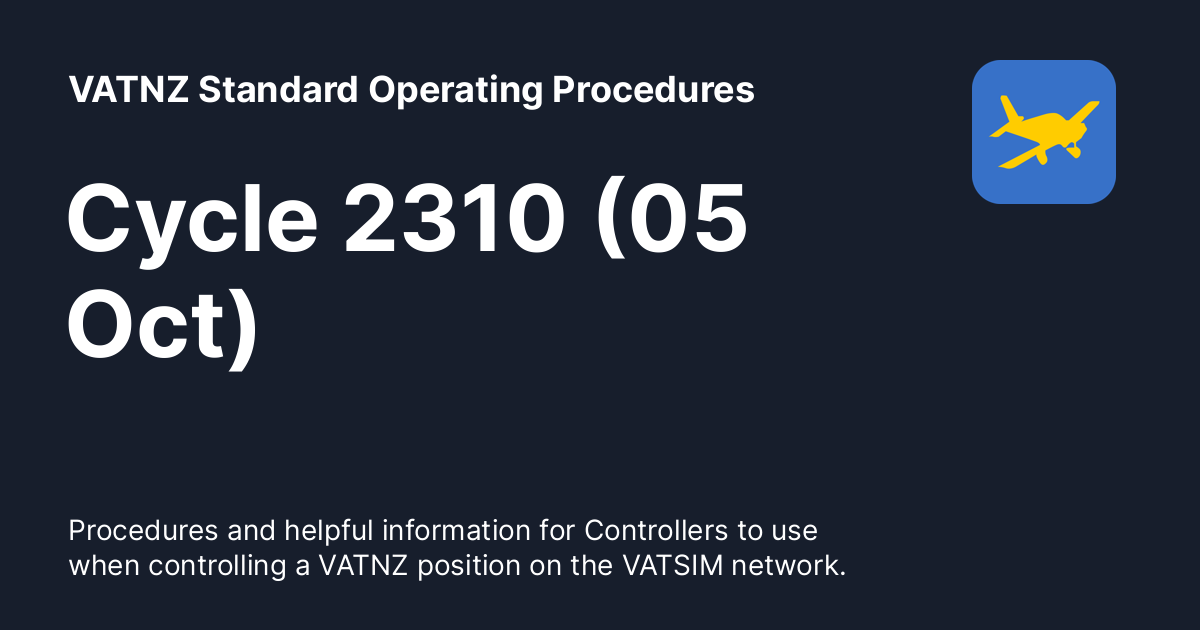 VATNZ Standard Operating Procedures
Cycle 2310 (05
Oct)
Procedures and helpful information for Controllers to use
when controlling a VATNZ position on the VATSIM network.